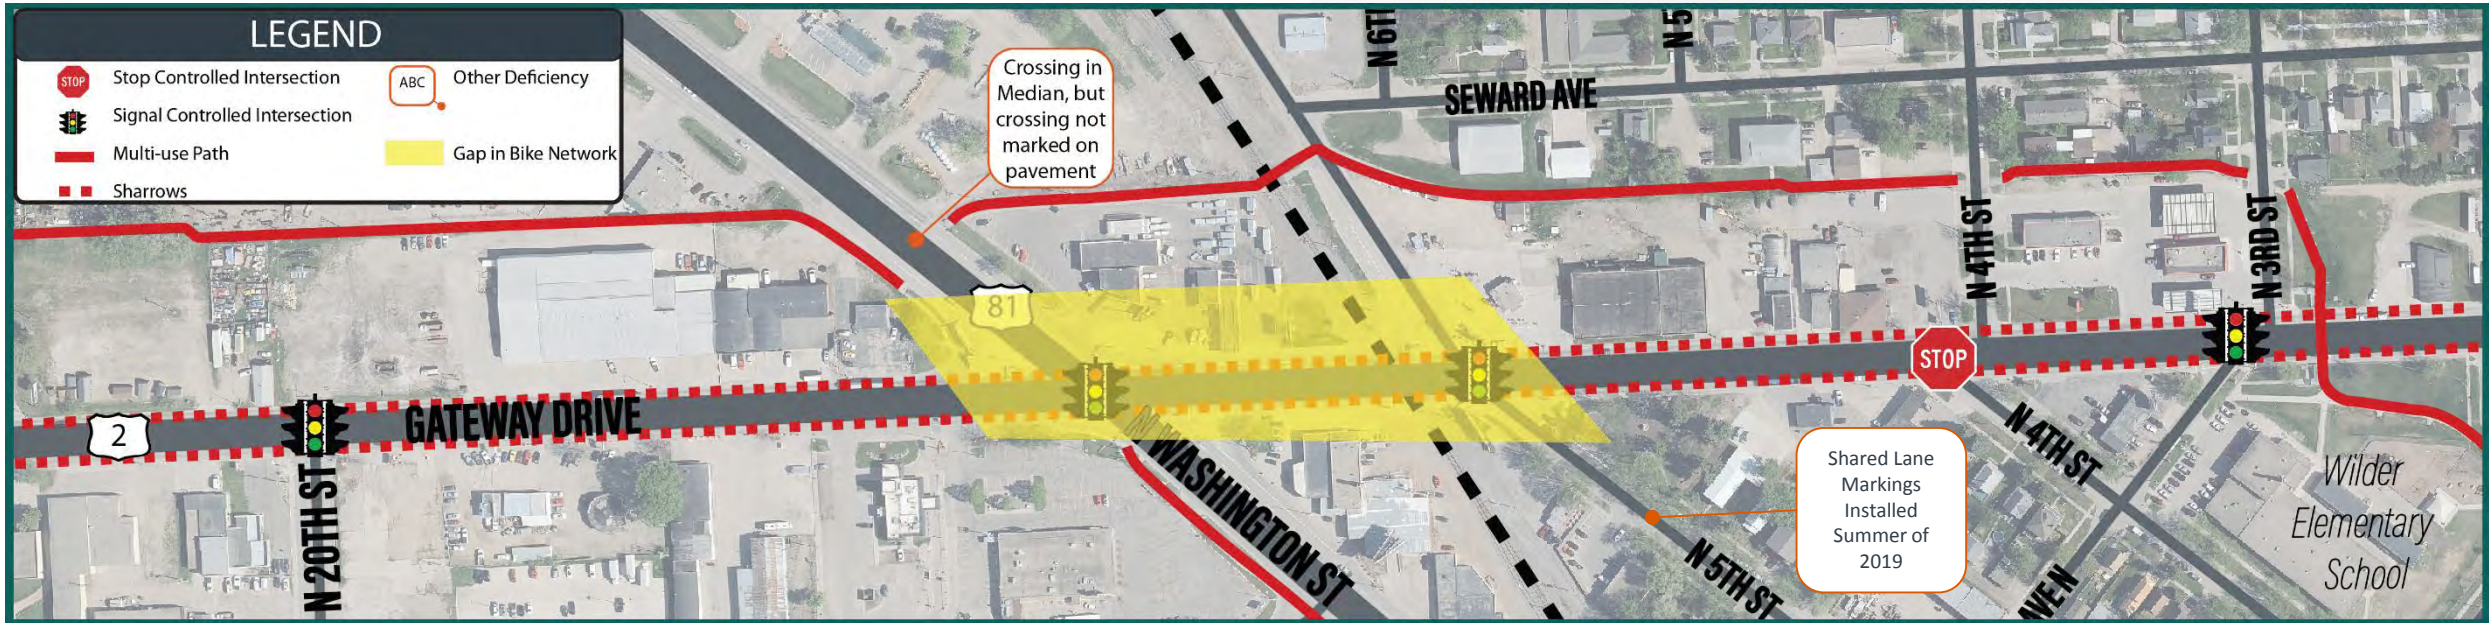 LEGEND
STOP
Stop Controlled Intersection
ABC
Other Deficiency
Signal Controlled Intersection
Multi-use Path
Gap in Bike Network
Sharrows
Crossing in
Median, but
crossing not
marked on
pavement
N 6TH
N 5
SEWARD AVE
N 4TH ST
N 3RD ST
81
2
GATEWAY DRIVE
STOP
N 20TH ST
N WASHINGTON ST
N 5TH ST
N 4TH ST
AVEN
Shared Lane
Markings
Installed
Summer of
2019
Wilder
Elementary
School